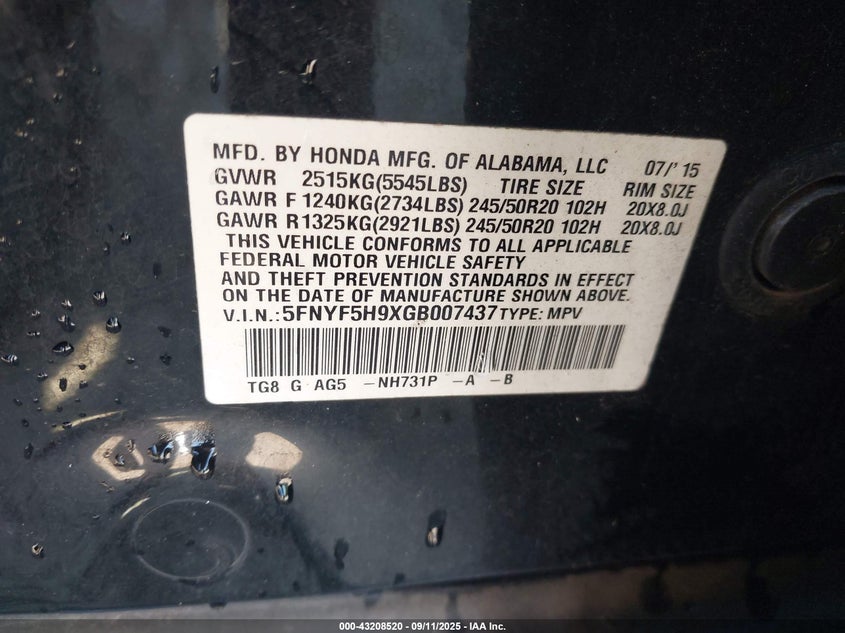 MFD. BY HONDA MFG. OF ALABAMA, LLC 07/' 15
GVWR 2515KG(5545LBS) TIRE SIZE RIM SIZE
GAWR F 1240KG(2734LBS) 245/50R20 102H 20X8.0J
GAWR R1325KG(2921LBS) 245/50R20 102H 20X8.0J
THIS VEHICLE CONFORMS TO ALL APPLICABLE
FEDERAL MOTOR VEHICLE SAFETY
AND THEFT PREVENTION STANDARDS IN EFFECT
ON THE DATE OF MANUFACTURE SHOWN ABOVE.
V.I.N.:5FNYF5H9XGB007437 TYPE: MPV
TG8 G AG5 -NH731P -A -B
000-43208520 | 09/11/2025 | IAA Inc.